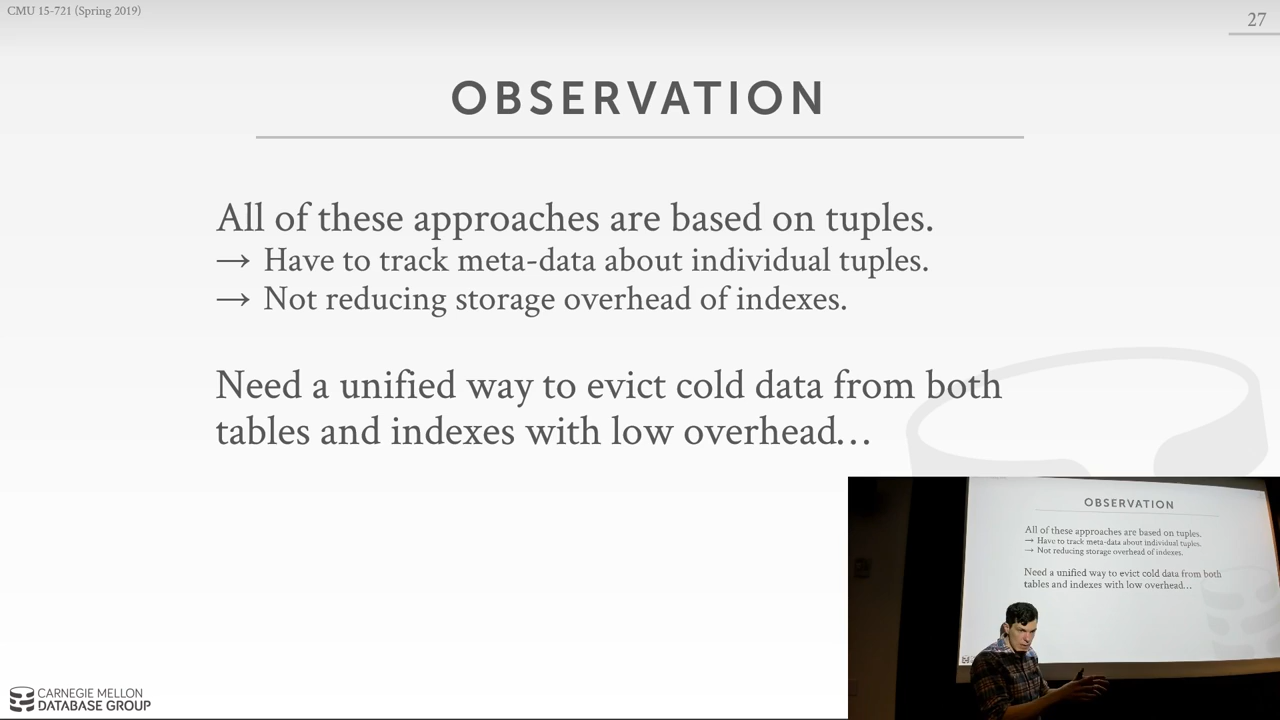 CMU 15-721 (Spring 2019)
27
OBSERVATION
All of these approaches are based on tuples.
→ Have to track meta-data about individual tuples.
→ Not reducing storage overhead of indexes.
Need a unified way to evict cold data from both
tables and indexes with low overhead…
OBSERVATION
All of these approaches are based on tuples.
→ Have to track meta-data about individual tuples.
→ Not reducing storage overhead of indexes.
Need a unified way to evict cold data from both
tables and indexes with low overhead…
CARNEGIE MELLON
DATABASE GROUP